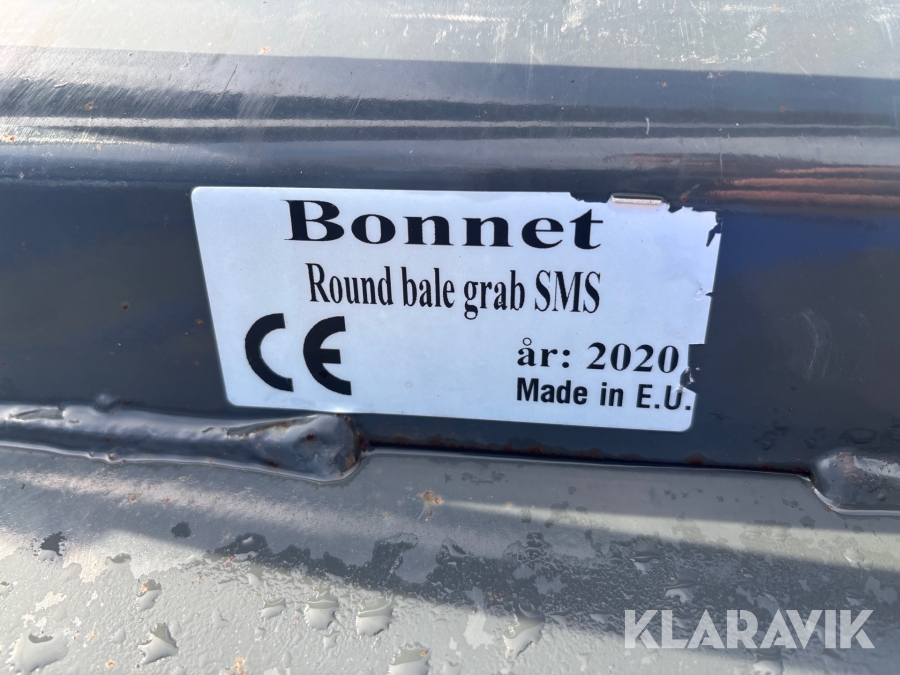 Bonnet
Round bale grab SMS
CE
år: 2020
Made in E.U.
KLARAVIK